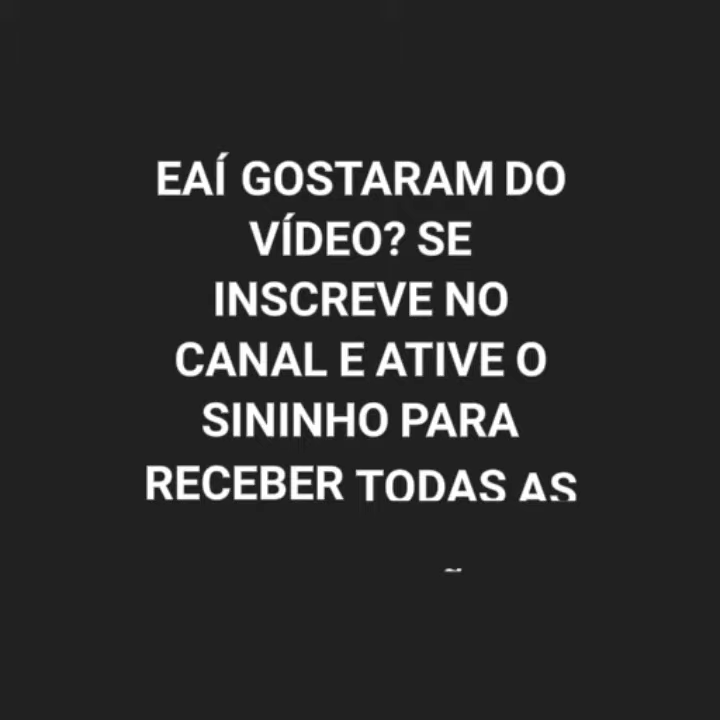 EAÍ GOSTARAM DO
VÍDEO? SE
INSCREVE NO
CANAL E ATIVE O
SININHO PARA
RECEBER TODAS AS